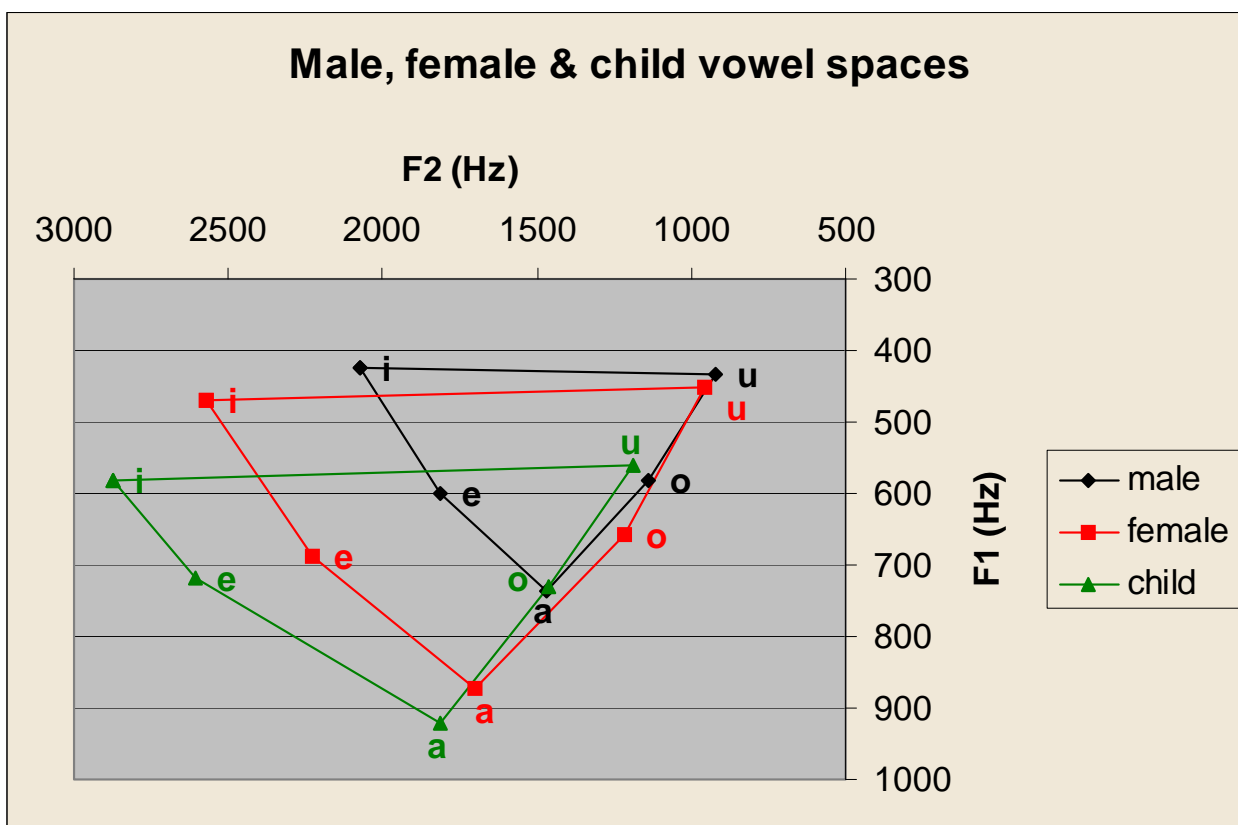 Male, female & child vowel spaces
F2 (Hz)
3000 2500 2000 1500 1000 500
300
400
500
600
700
800
900
1000
F1 (Hz)
i u
i u
u
i e o
e o
e o
a
a
a
male
female
child